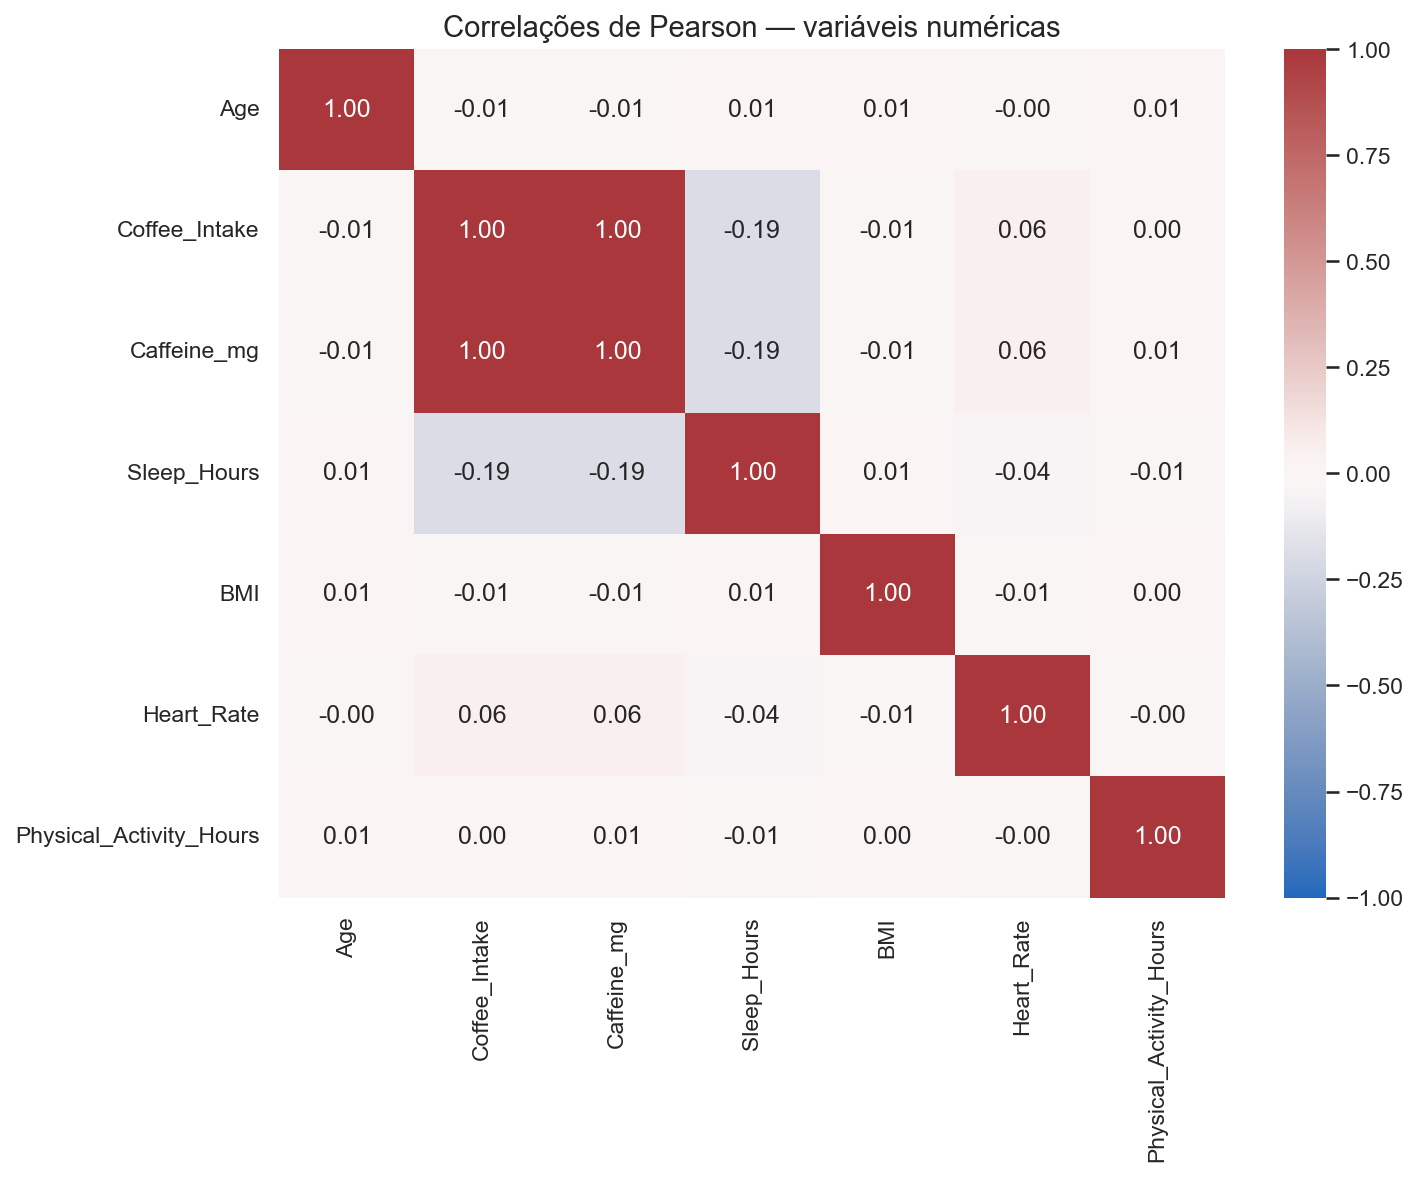 Correlações de Pearson — variáveis numéricas
Age 1.00 -0.01 -0.01 0.01 0.01 -0.00 0.01
Coffee_Intake -0.01 1.00 1.00 -0.19 -0.01 0.06 0.00
Caffeine_mg -0.01 1.00 1.00 -0.19 -0.01 0.06 0.01
Sleep_Hours 0.01 -0.19 -0.19 1.00 0.01 -0.04 -0.01
BMI 0.01 -0.01 -0.01 0.01 1.00 -0.01 0.00
Heart_Rate -0.00 0.06 0.06 -0.04 -0.01 1.00 -0.00
Physical_Activity_Hours 0.01 0.00 0.01 -0.01 0.00 -0.00 1.00
Age
Coffee_Intake
Caffeine_mg
Sleep_Hours
BMI
Heart_Rate
Physical_Activity_Hours
1.00
0.75
0.50
0.25
0.00
−0.25
−0.50
−0.75
−1.00